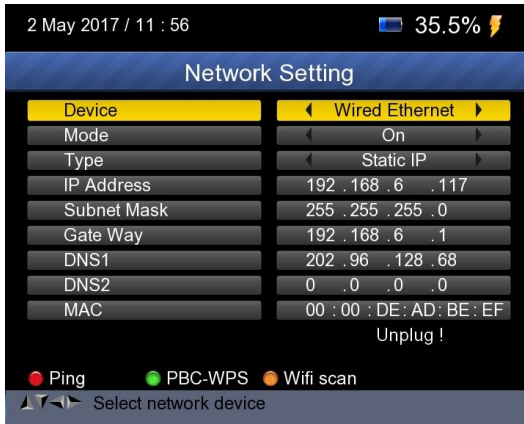 2 May 2017 / 11 : 56 35.5%
Network Setting
Device Wired Ethernet
Mode On
Type Static IP
IP Address 192 .168 .6 .117
Subnet Mask 255 .255 .255 .0
Gate Way 192 .168 .6 .1
DNS1 202 .96 .128 .68
DNS2 0 .0 .0 .0
MAC 00 : 00 : DE: AD: BE: EF
Unplug !
Ping PBC-WPS Wifi scan
Select network device